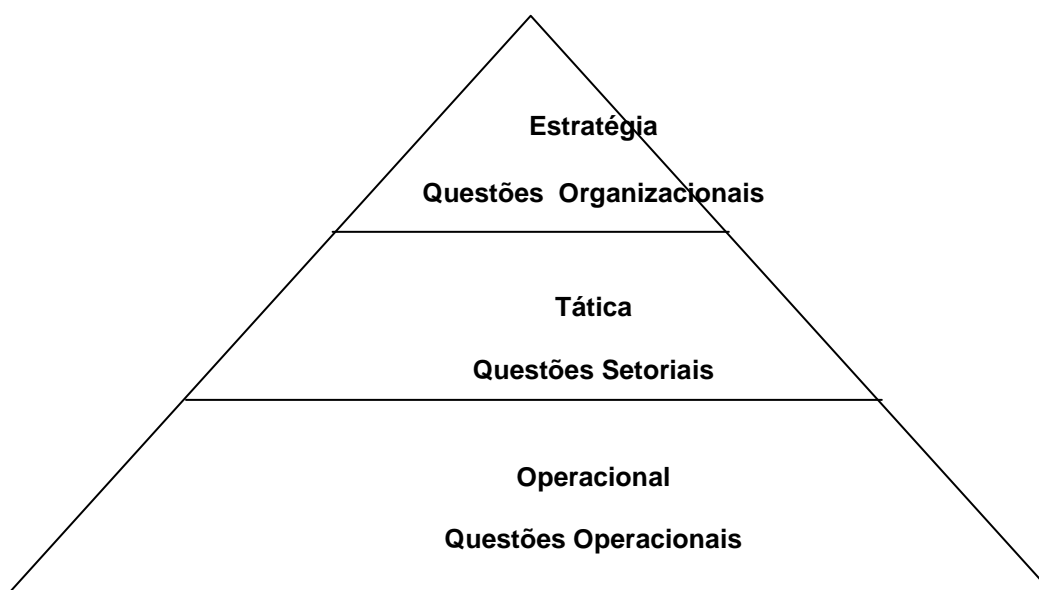 Estratégia
Questões Organizacionais
Tática
Questões Setoriais
Operacional
Questões Operacionais